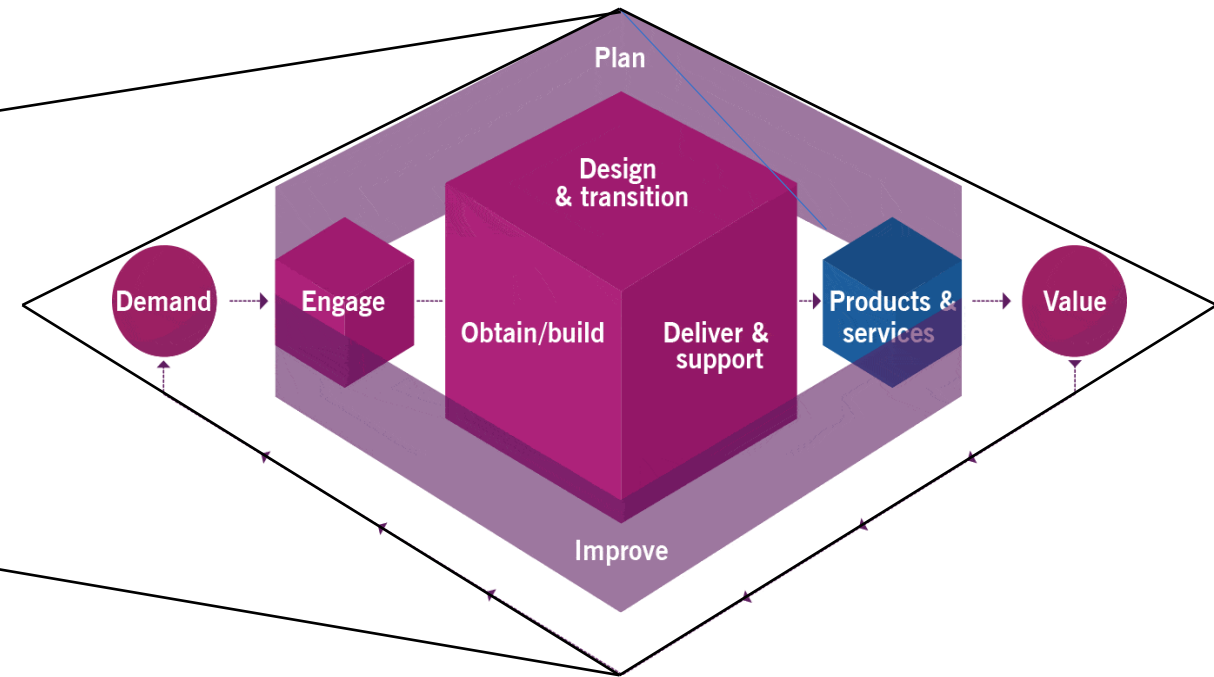 Plan
Design
& transition
Demand
Engage
Products &
services
Value
Obtain/build
Deliver &
support
Improve